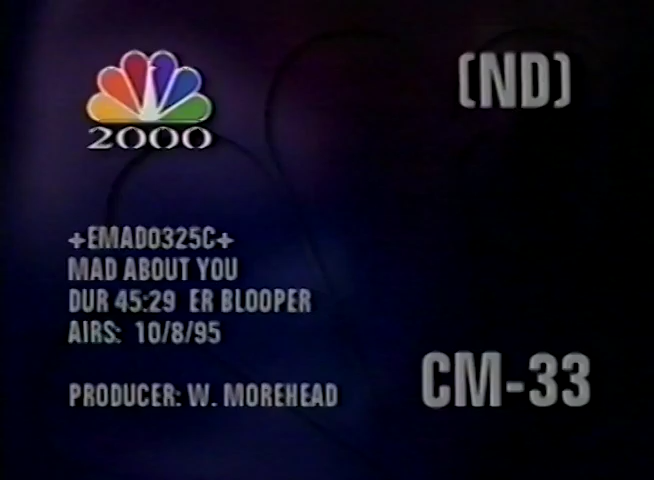 (ND)
2000
+EMAD0325C+
MAD ABOUT YOU
DUR 45:29 ER BLOOPER
AIRS: 10/8/95
PRODUCER: W. MOREHEAD
CM-33